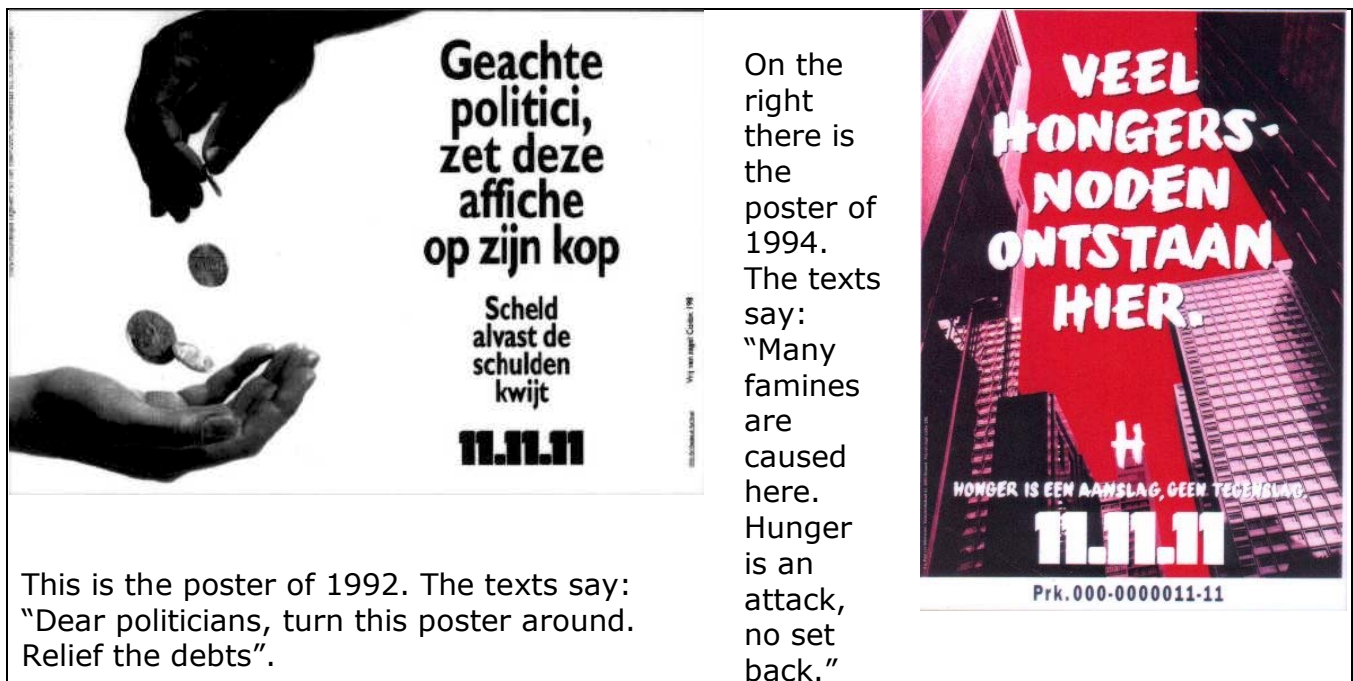 Geachte
politici,
zet deze
affiche
op zijn kop
Scheld
alvast de
schulden
kwijt
11.11.11
This is the poster of 1992. The texts say:
“Dear politicians, turn this poster around.
Relief the debts”.
On the
right
there is
the
poster of
1994.
The texts
say:
“Many
famines
are
caused
here.
Hunger
is an
attack,
no set
back.”
VEEL
HONGERS-
NODEN
ONTSTAAN
HIER.
H
HONGER IS EEN AANSLAG, GEEN TEGENSLAG.
11.11.11
Prk.000-0000011-11